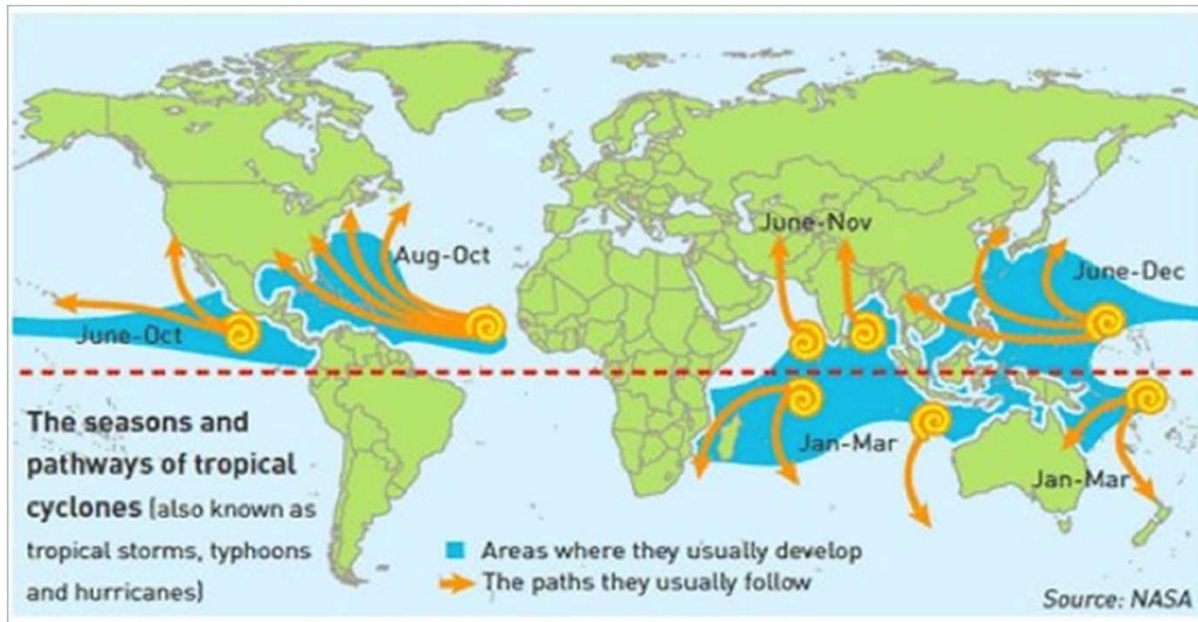 June-Nov
Aug-Oct
June-Dec
June-Oct
The seasons and
pathways of tropical
cyclones (also known as
tropical storms, typhoons
and hurricanes)
Jan-Mar
Jan-Mar
Areas where they usually develop
The paths they usually follow
Source: NASA